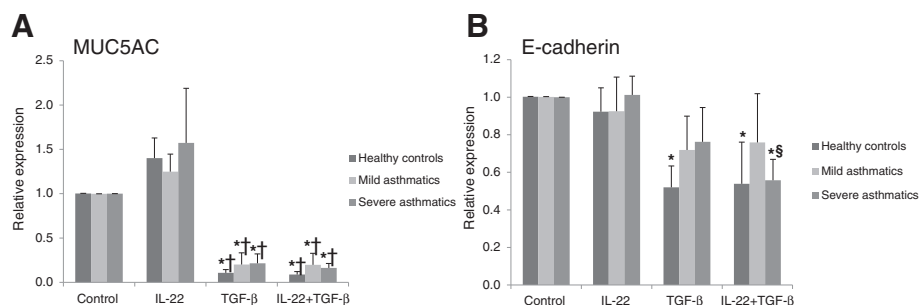 A
MUC5AC
Relative expression
2.5
2.0
1.5
1.0
0.5
0.0
*†
*†
*†
*†
*†
*†
Control
IL-22
TGF-β
IL-22+TGF-β
Healthy controls
Mild asthmatics
Severe asthmatics
B
E-cadherin
Relative expression
1.2
1.0
0.8
0.6
0.4
0.2
0.0
*
*
*§
Control
IL-22
TGF-β
IL-22+TGF-β
Healthy controls
Mild asthmatics
Severe asthmatics